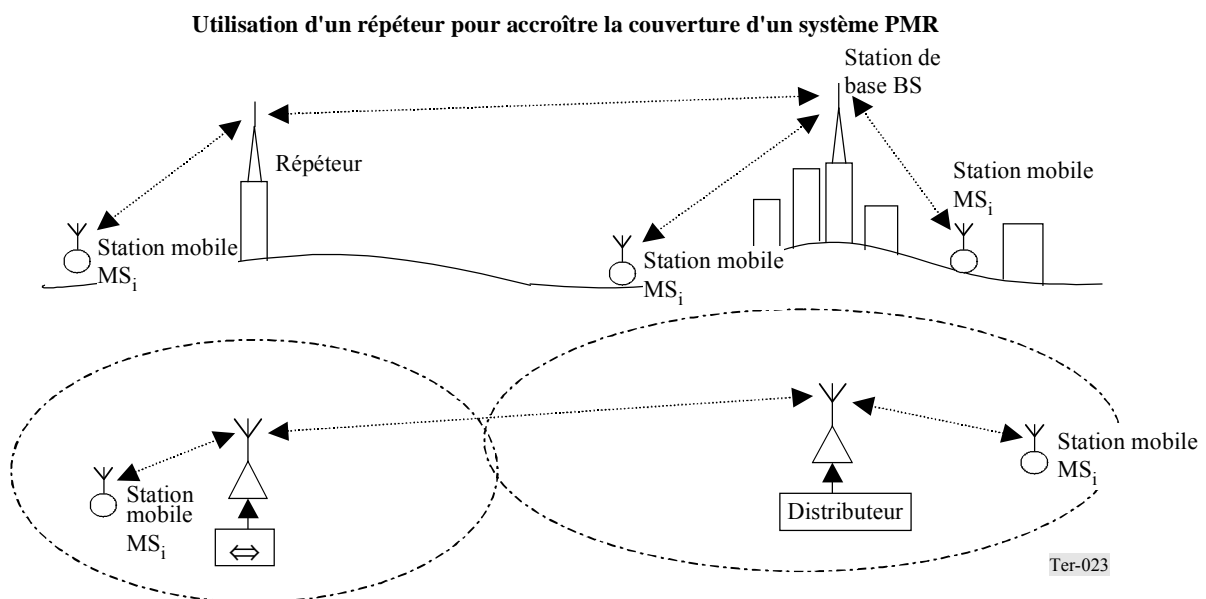 Utilisation d'un répéteur pour accroître la couverture d'un système PMR
Station de
base BS
Répéteur
Station mobile
MSi
Station mobile
MSi
Station mobile
MSi
Station mobile
MSi
Distributeur
Station
mobile
MSi
⇔
Ter-023